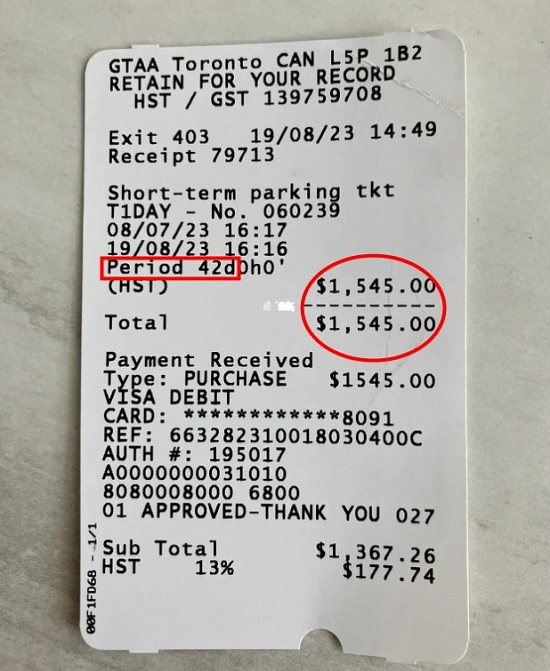 GTAA Toronto CAN L5P 1B2
RETAIN FOR YOUR RECORD
HST / GST 139759708
Exit 403 19/08/23 14:49
Receipt 79713
Short-term parking tkt
T1DAY - No. 060239
08/07/23 16:17
19/08/23 16:16
Period 42d0h0'
(HST) $1,545.00
------------
Total $1,545.00
Payment Received
Type: PURCHASE $1545.00
VISA DEBIT
CARD: ************8091
REF: 663282310018030400C
AUTH #: 195017
A0000000031010
8080008000 6800
01 APPROVED-THANK YOU 027
Sub Total $1,367.26
HST 13% $177.74
00F1FD68 - 1/1